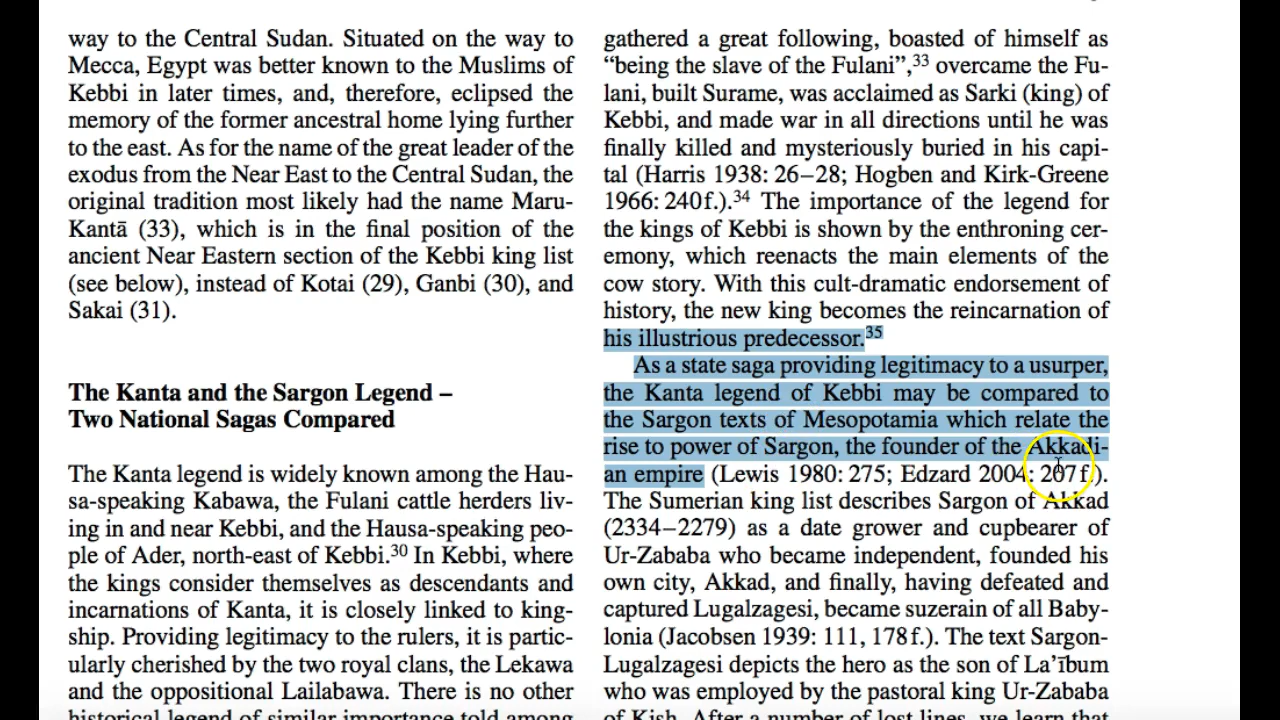 way to the Central Sudan. Situated on the way to
Mecca, Egypt was better known to the Muslims of
Kebbi in later times, and, therefore, eclipsed the
memory of the former ancestral home lying further
to the east. As for the name of the great leader of the
exodus from the Near East to the Central Sudan, the
original tradition most likely had the name Maru-
Kantā (33), which is in the final position of the
ancient Near Eastern section of the Kebbi king list
(see below), instead of Kotai (29), Ganbi (30), and
Sakai (31).
The Kanta and the Sargon Legend –
Two National Sagas Compared
The Kanta legend is widely known among the Hau-
sa-speaking Kabawa, the Fulani cattle herders liv-
ing in and near Kebbi, and the Hausa-speaking peo-
ple of Ader, north-east of Kebbi.30 In Kebbi, where
the kings consider themselves as descendants and
incarnations of Kanta, it is closely linked to king-
ship. Providing legitimacy to the rulers, it is partic-
ularly cherished by the two royal clans, the Lekawa
and the oppositional Lailabawa. There is no other
historical legend of similar importance told among
gathered a great following, boasted of himself as
“being the slave of the Fulani”,33 overcame the Fu-
lani, built Surame, was acclaimed as Sarki (king) of
Kebbi, and made war in all directions until he was
finally killed and mysteriously buried in his capi-
tal (Harris 1938: 26–28; Hogben and Kirk-Greene
1966: 240 f.).34 The importance of the legend for
the kings of Kebbi is shown by the enthroning cer-
emony, which reenacts the main elements of the
cow story. With this cult-dramatic endorsement of
history, the new king becomes the reincarnation of
his illustrious predecessor.35
As a state saga providing legitimacy to a usurper,
the Kanta legend of Kebbi may be compared to
the Sargon texts of Mesopotamia which relate the
rise to power of Sargon, the founder of the Akkadi-
an empire (Lewis 1980: 275; Edzard 2004: 207 f.).
The Sumerian king list describes Sargon of Akkad
(2334–2279) as a date grower and cupbearer of
Ur-Zababa who became independent, founded his
own city, Akkad, and finally, having defeated and
captured Lugalzagesi, became suzerain of all Baby-
lonia (Jacobsen 1939: 111, 178 f.). The text Sargon-
Lugalzagesi depicts the hero as the son of La’ībum
who was employed by the pastoral king Ur-Zababa
of Kish. After a number of lost lines, we learn that